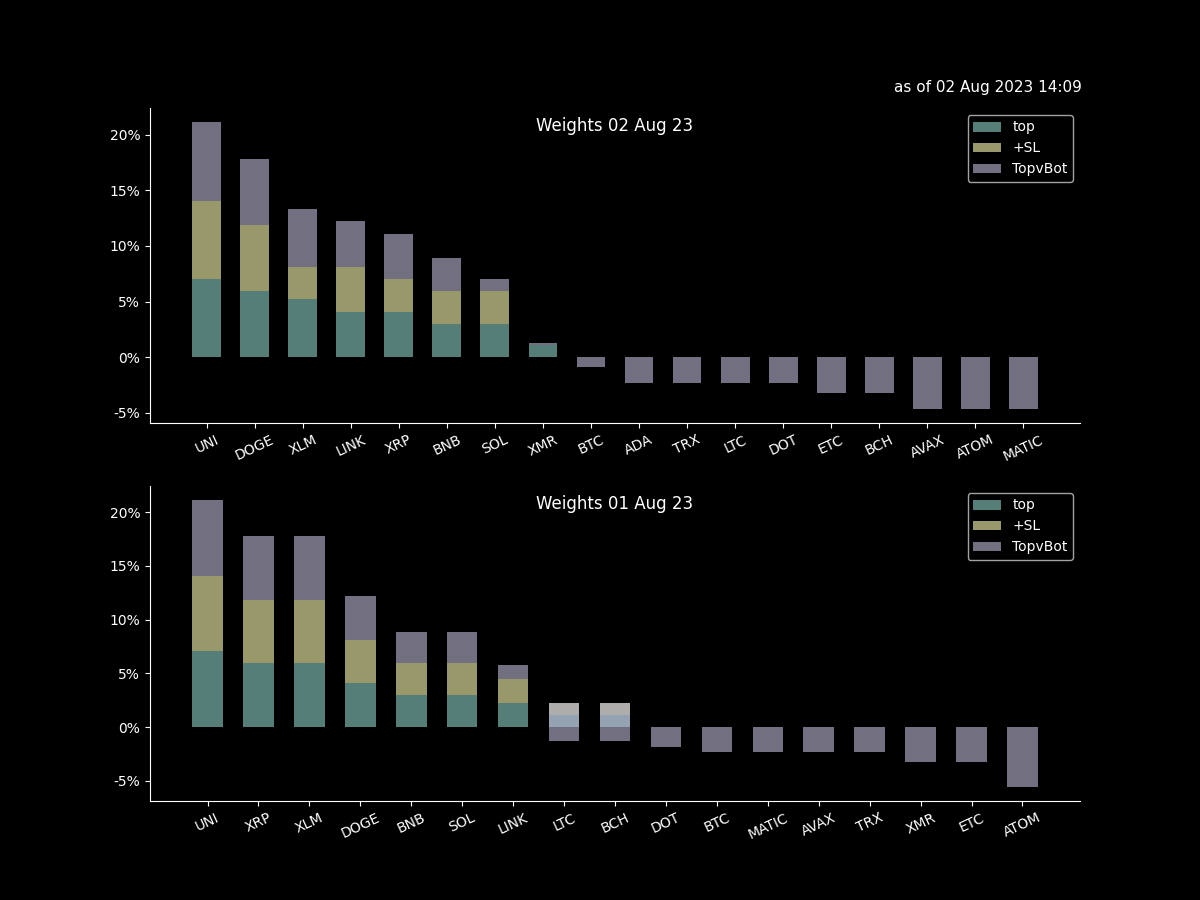 as of 02 Aug 2023 14:09
Weights 02 Aug 23
top
+SL
TopvBot
20%
15%
10%
5%
0%
-5%
UNI DOGE XLM LINK XRP BNB SOL XMR BTC ADA TRX LTC DOT ETC BCH AVAX ATOM MATIC
Weights 01 Aug 23
top
+SL
TopvBot
20%
15%
10%
5%
0%
-5%
UNI XRP XLM DOGE BNB SOL LINK LTC BCH DOT BTC MATIC AVAX TRX XMR ETC ATOM